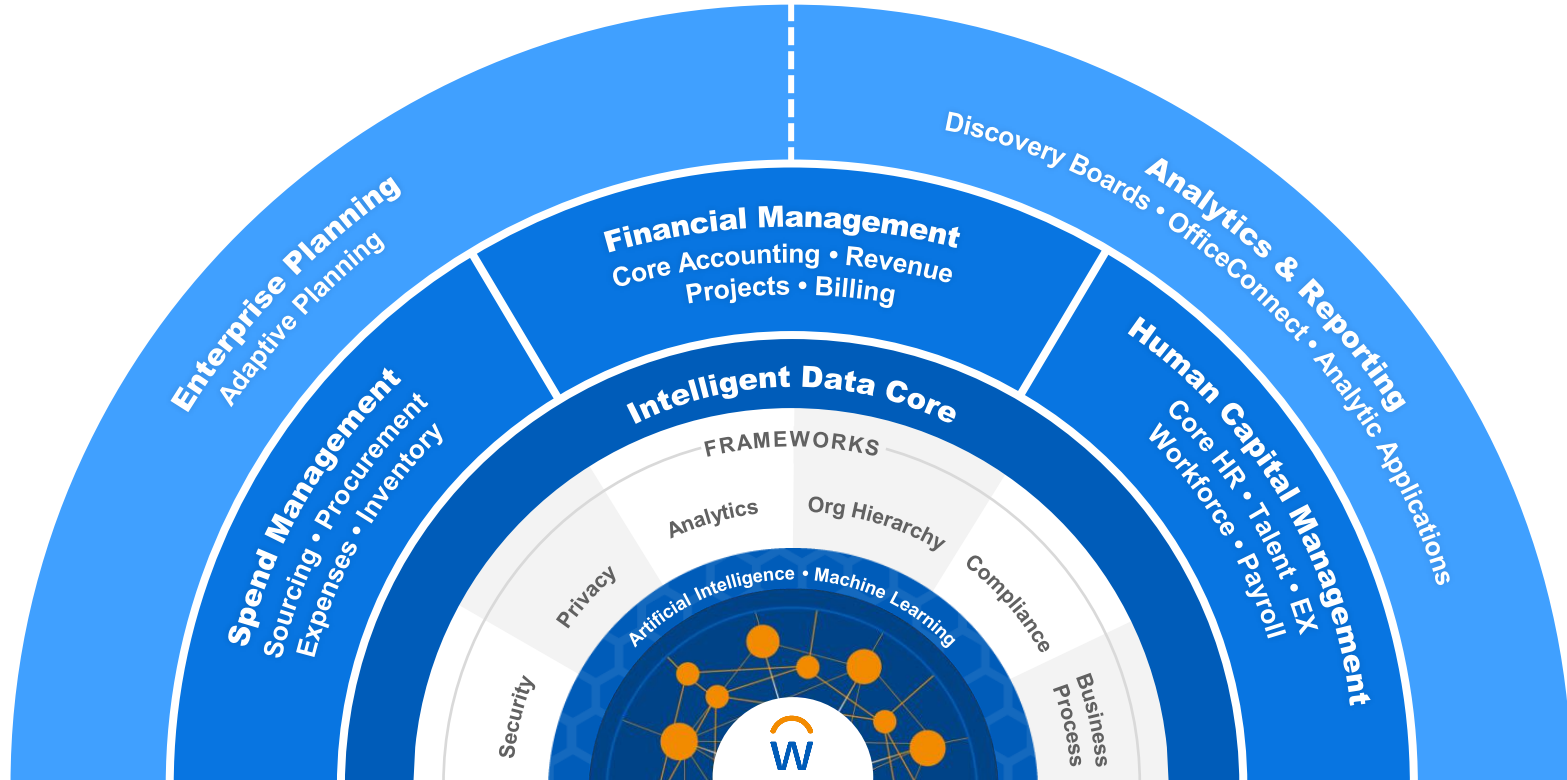 Enterprise Planning
Adaptive Planning
Analytics & Reporting
Discovery Boards • OfficeConnect • Analytic Applications
Spend Management
Sourcing • Procurement
Expenses • Inventory
Financial Management
Core Accounting • Revenue
Projects • Billing
Human Capital Management
Core HR • Talent • EX
Workforce • Payroll
Intelligent Data Core
FRAMEWORKS
Security
Privacy
Analytics
Org Hierarchy
Compliance
Business
Process
Artificial Intelligence • Machine Learning
W